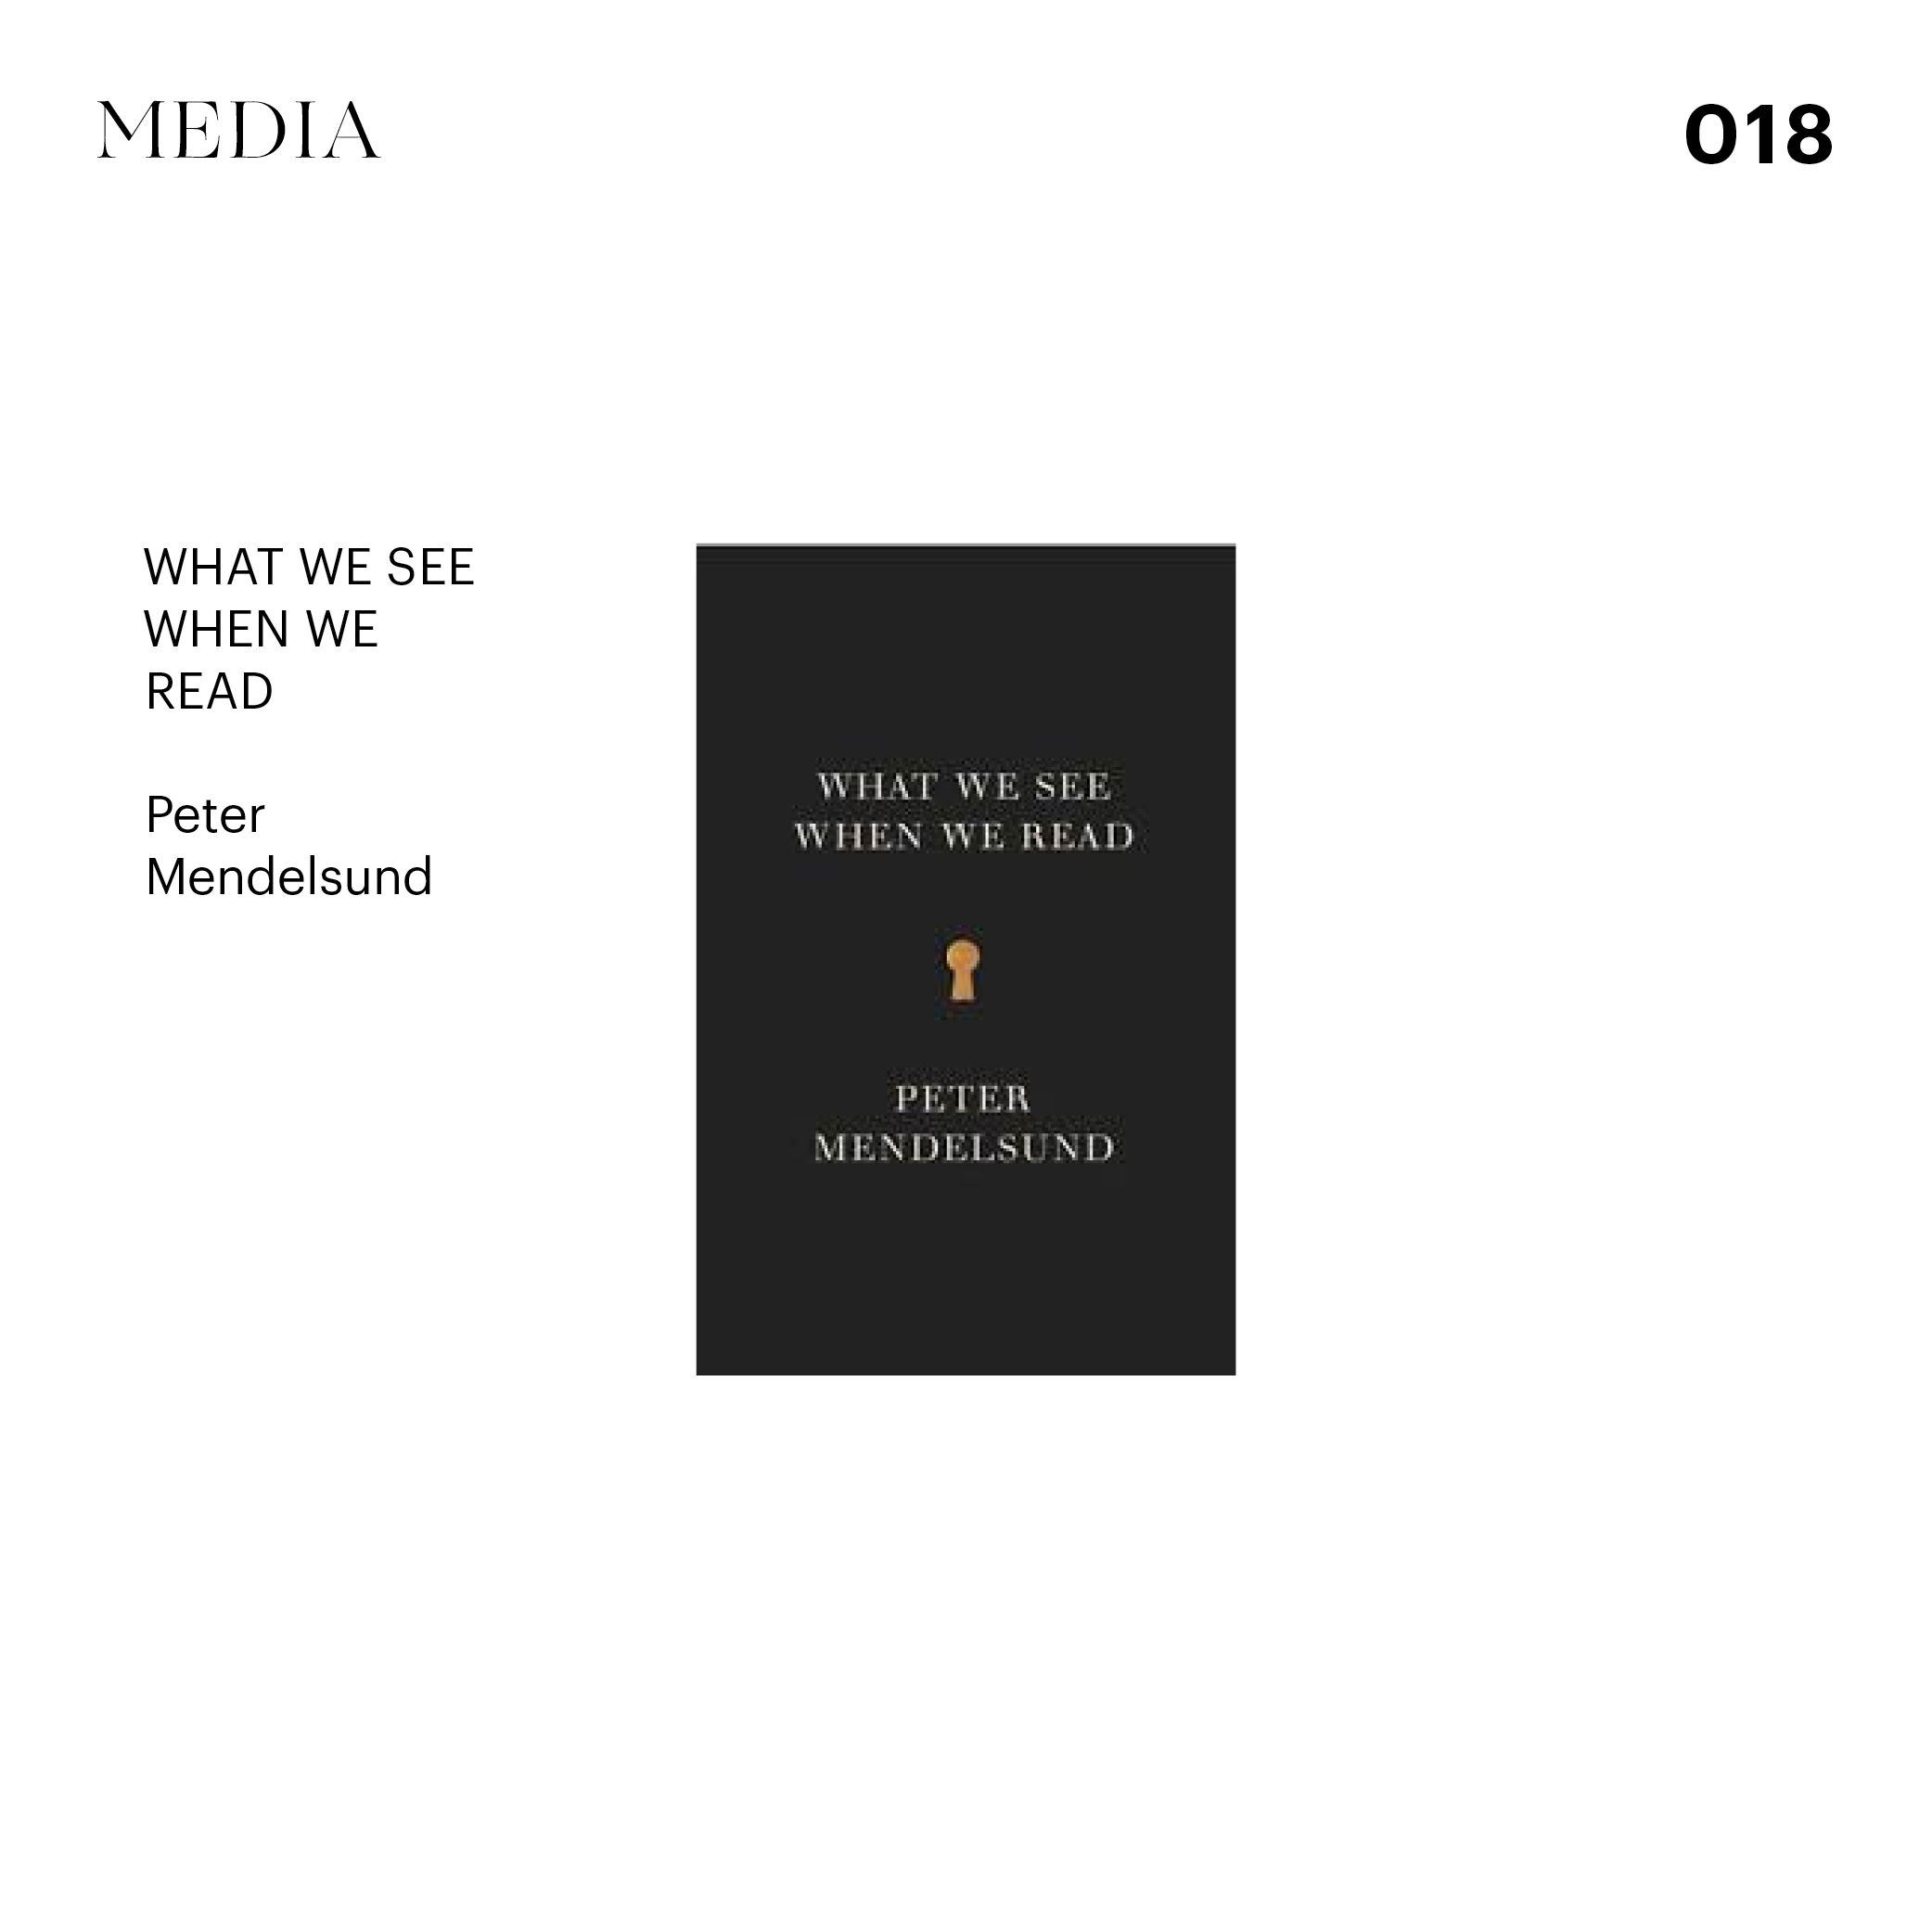 MEDIA
018
WHAT WE SEE
WHEN WE
READ
Peter
Mendelsund
WHAT WE SEE
WHEN WE READ
PETER
MENDELSUND